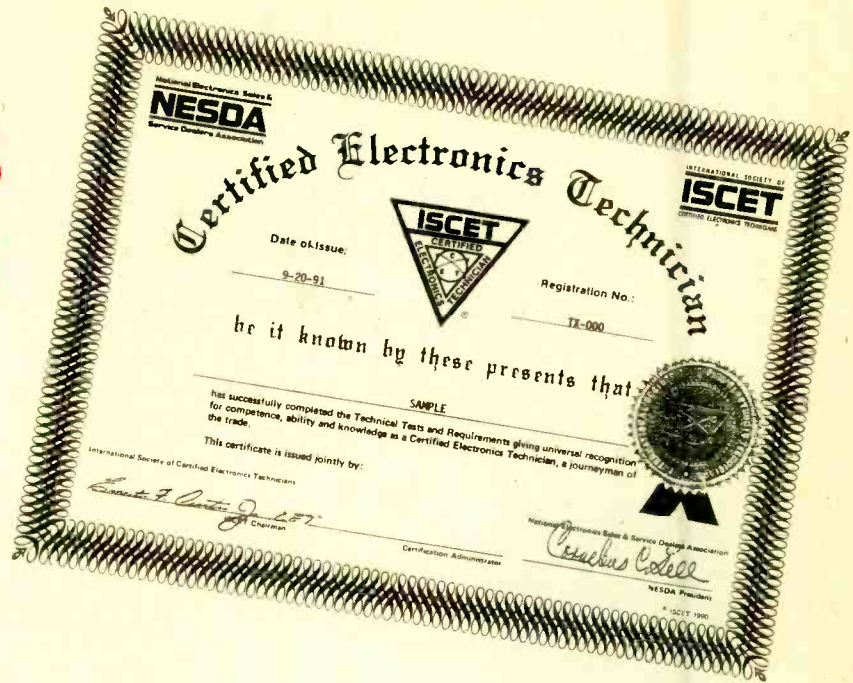 National Electronics Sales &
NESDA
Service Dealers Association
INTERNATIONAL SOCIETY OF
ISCET
CERTIFIED ELECTRONICS TECHNICIANS
Certified Electronics Technician
ISCET
CERTIFIED
ELECTRONICS
TECHNICIAN
C
E T
®
Date of Issue:
9-20-91
Registration No.:
TX-000
be it known by these presents that
SAMPLE
has successfully completed the Technical Tests and Requirements giving universal recognition
for competence, ability and knowledge as a Certified Electronics Technician, a journeyman of
the trade.
This certificate is issued jointly by:
International Society of Certified Electronics Technicians
Chairman
Certification Administrator
National Electronics Sales & Service Dealers Association
NESDA President
© ISCET 1990